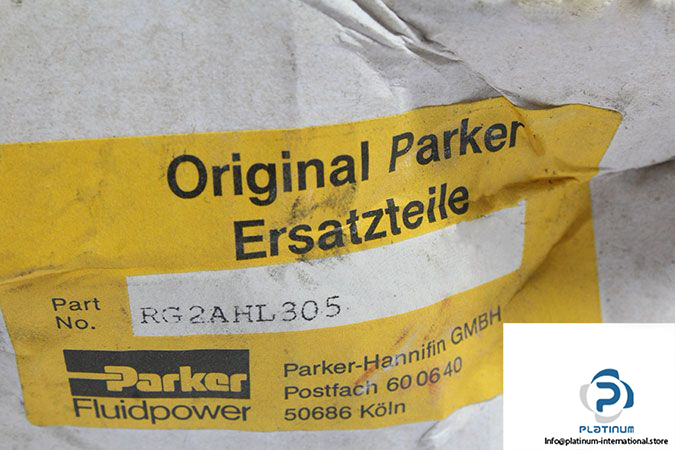 Original Parker
Ersatzteile
Part
No.
RG2AHL305
Parker
Fluidpower
Parker-Hannifin GMBH
Postfach 60 06 40
50686 Köln
PLATINUM
Info@platinum-international.store